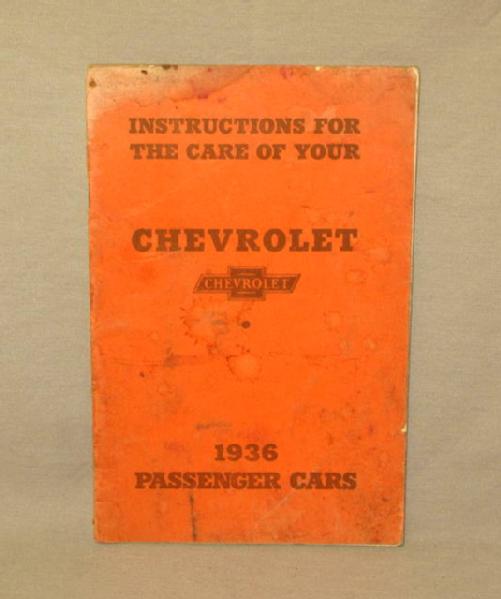 INSTRUCTIONS FOR
THE CARE OF YOUR
CHEVROLET
CHEVROLET
1936
PASSENGER CARS